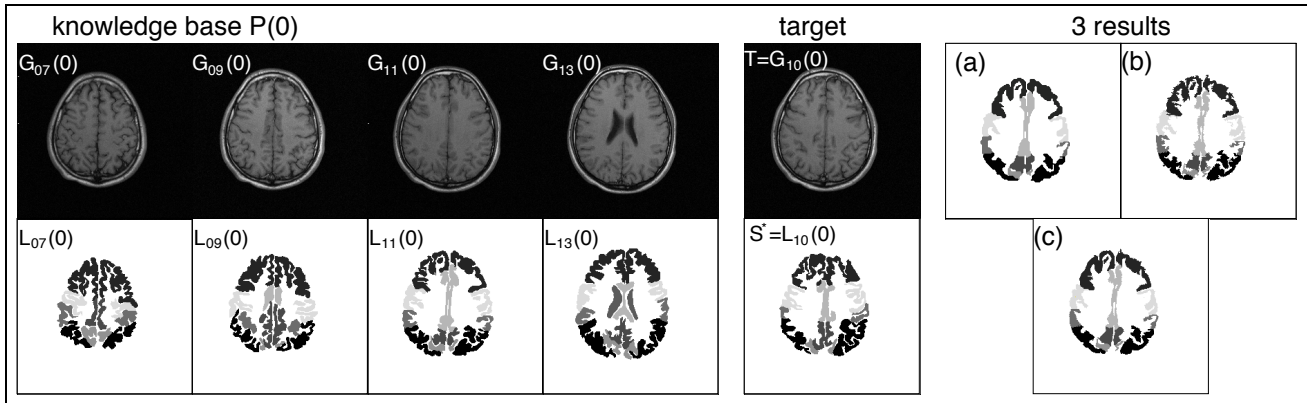 knowledge base P(0) target 3 results
G07(0) G09(0) G11(0) G13(0) T=G10(0) (a) (b)
L07(0) L09(0) L11(0) L13(0) S*=L10(0) (c)